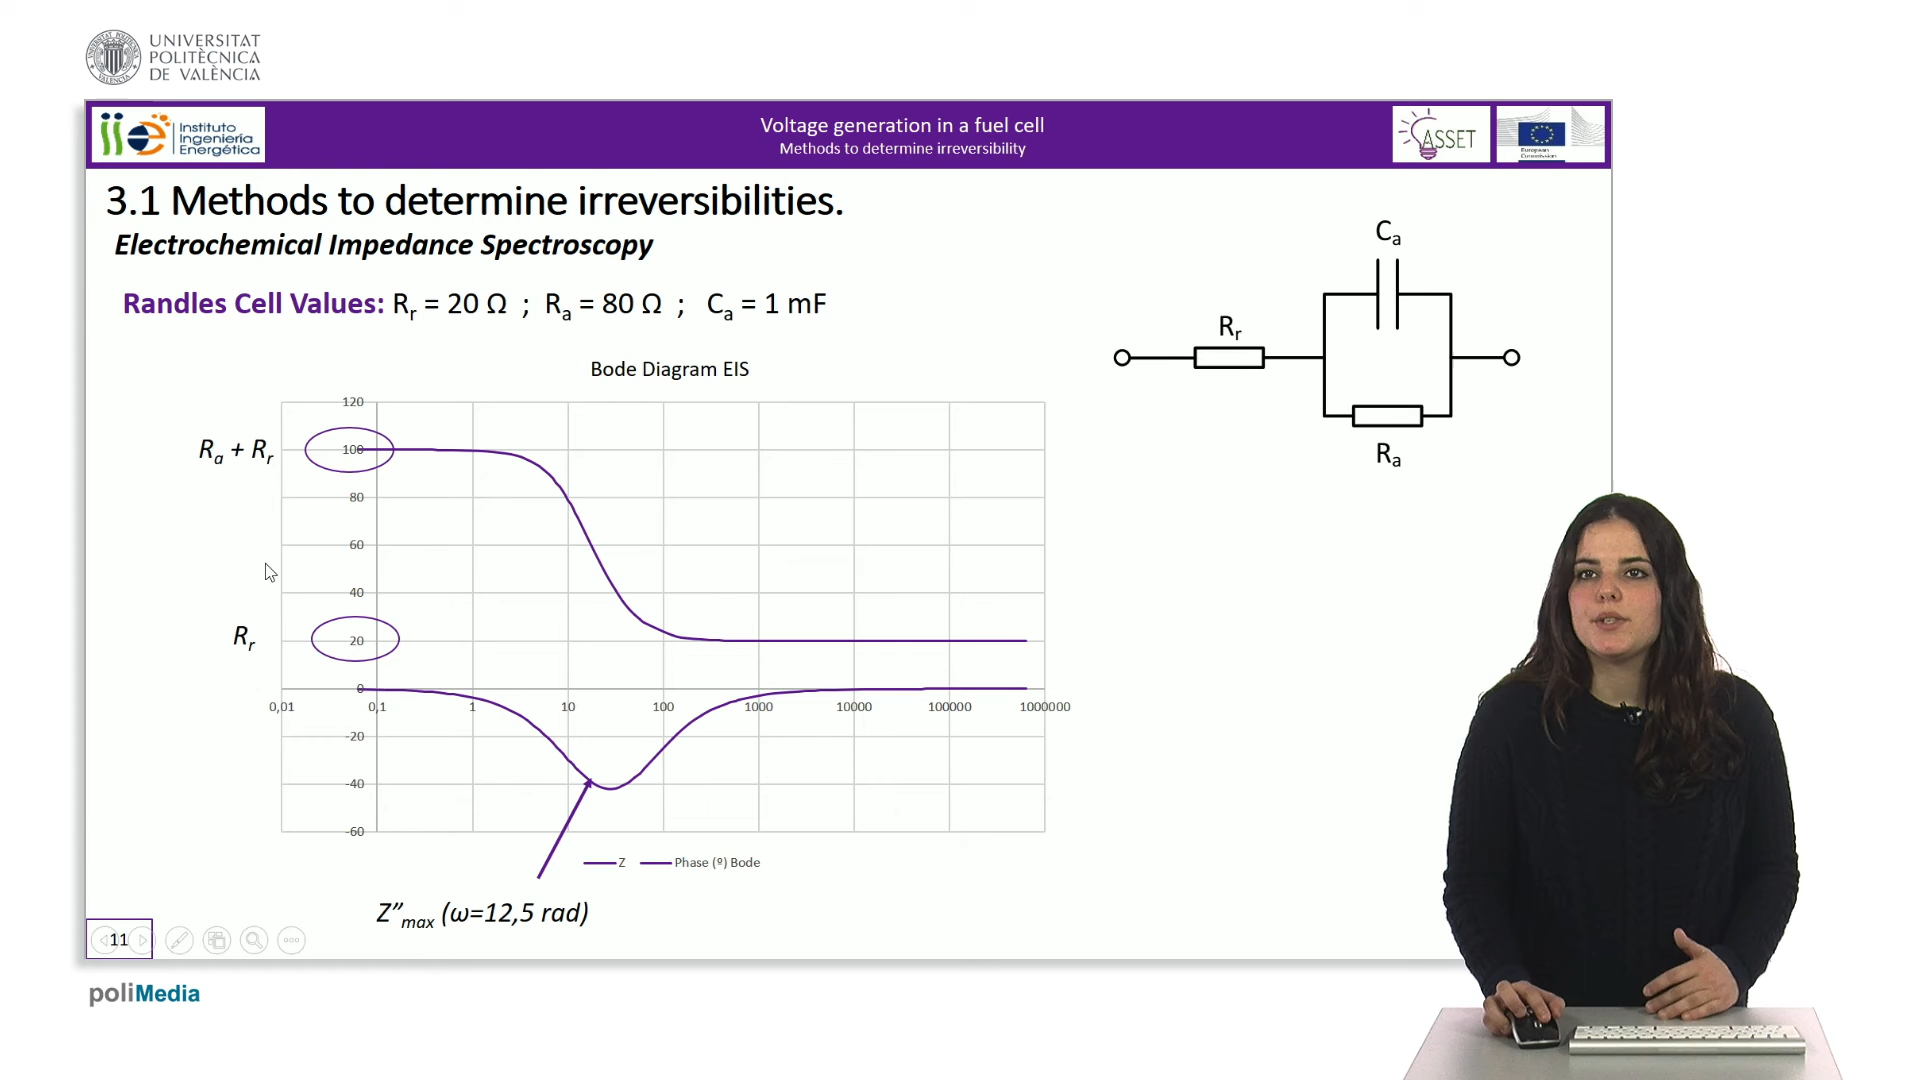 UNIVERSITAT
POLITÈCNICA
DE VALÈNCIA
Instituto
Ingeniería
Energética
Voltage generation in a fuel cell
Methods to determine irreversibility
ASSET
European
Commission
3.1 Methods to determine irreversibilities.
Electrochemical Impedance Spectroscopy
Randles Cell Values: Rr = 20 Ω ; Ra = 80 Ω ; Ca = 1 mF
Ca
Rr
Ra
Bode Diagram EIS
120
Ra + Rr
100
80
60
40
Rr
20
0
0,01 0,1 1 10 100 1000 10000 100000 1000000
-20
-40
-60
Z Phase (º) Bode
Z”max (ω=12,5 rad)
11
poliMedia